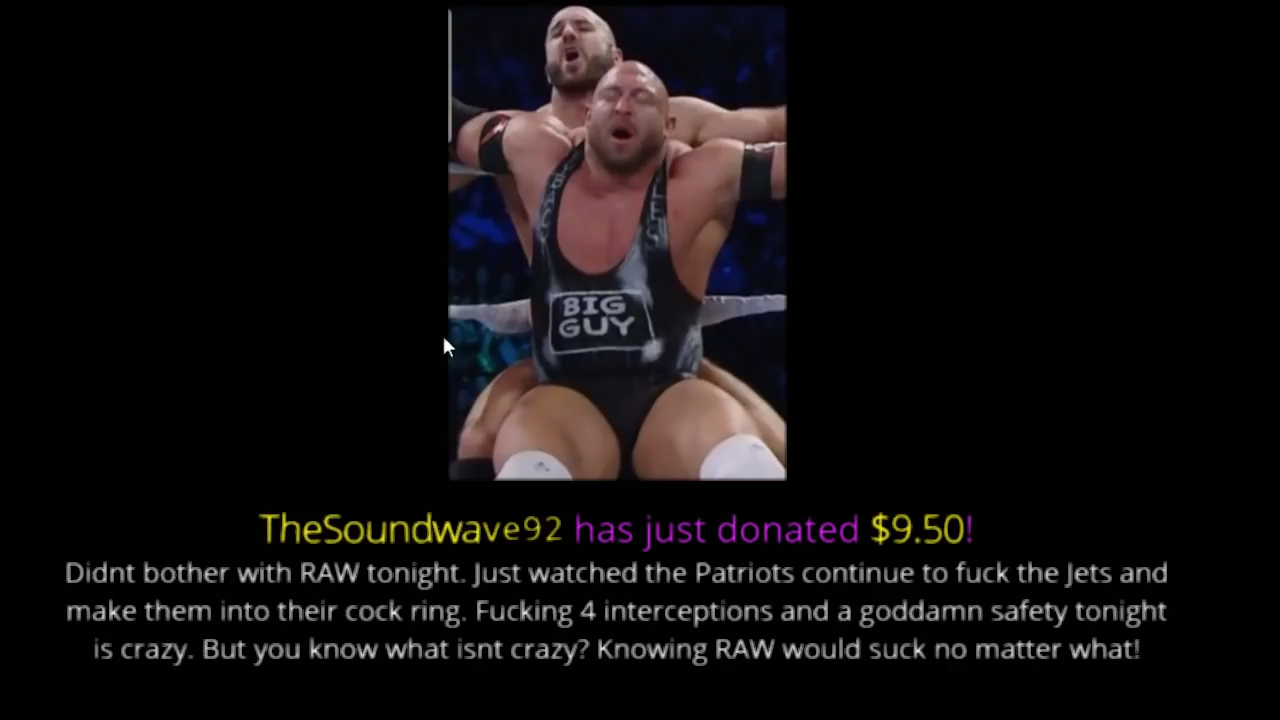 BIG
GUY
TheSoundwave92 has just donated $9.50!
Didnt bother with RAW tonight. Just watched the Patriots continue to fuck the Jets and
make them into their cock ring. Fucking 4 interceptions and a goddamn safety tonight
is crazy. But you know what isnt crazy? Knowing RAW would suck no matter what!